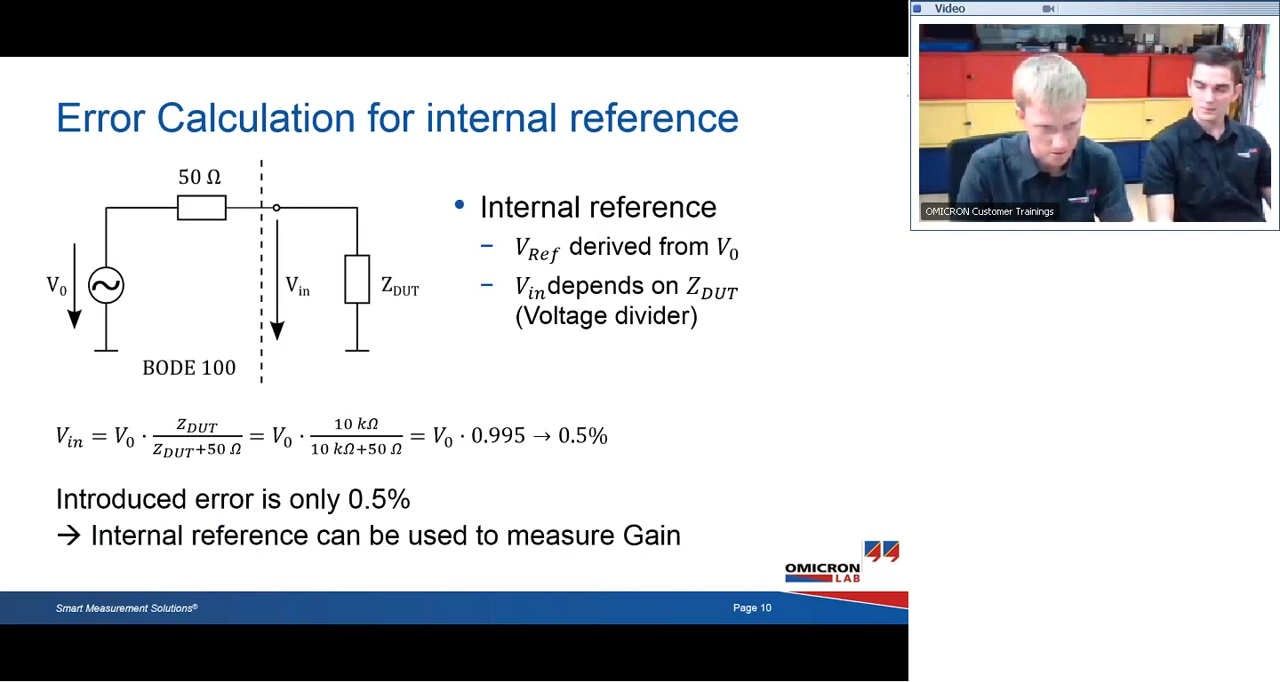 Video
OMICRON Customer Trainings
Error Calculation for internal reference
50 Ω
V₀
V_in
Z_DUT
BODE 100
• Internal reference
– V_Ref derived from V₀
– V_in depends on Z_DUT
(Voltage divider)
V_in = V₀ · Z_DUT / (Z_DUT+50 Ω) = V₀ · 10 kΩ / (10 kΩ+50 Ω) = V₀ · 0.995 → 0.5%
Introduced error is only 0.5%
→ Internal reference can be used to measure Gain
OMICRON
LAB
Smart Measurement Solutions®
Page 10